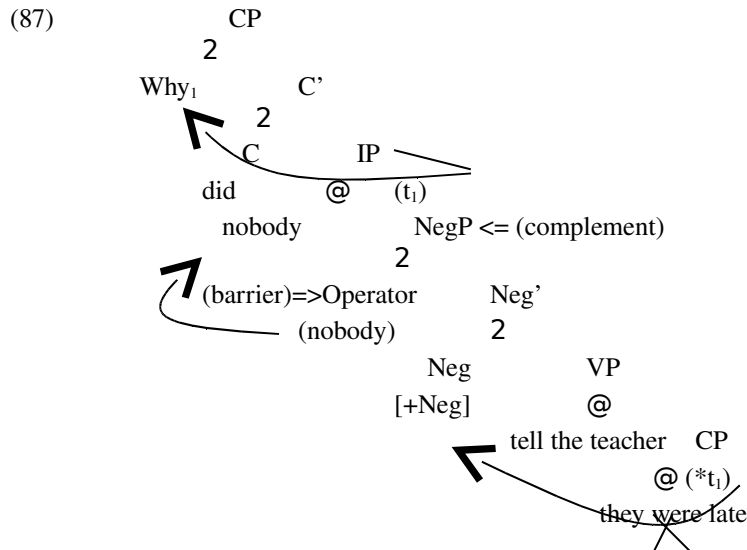 (87) CP
2
Why₁ C’
2
C IP
did @ (t₁)
nobody NegP <= (complement)
2
(barrier)=>Operator Neg’
(nobody) 2
Neg VP
[+Neg] @
tell the teacher CP
@ (*t₁)
they were late